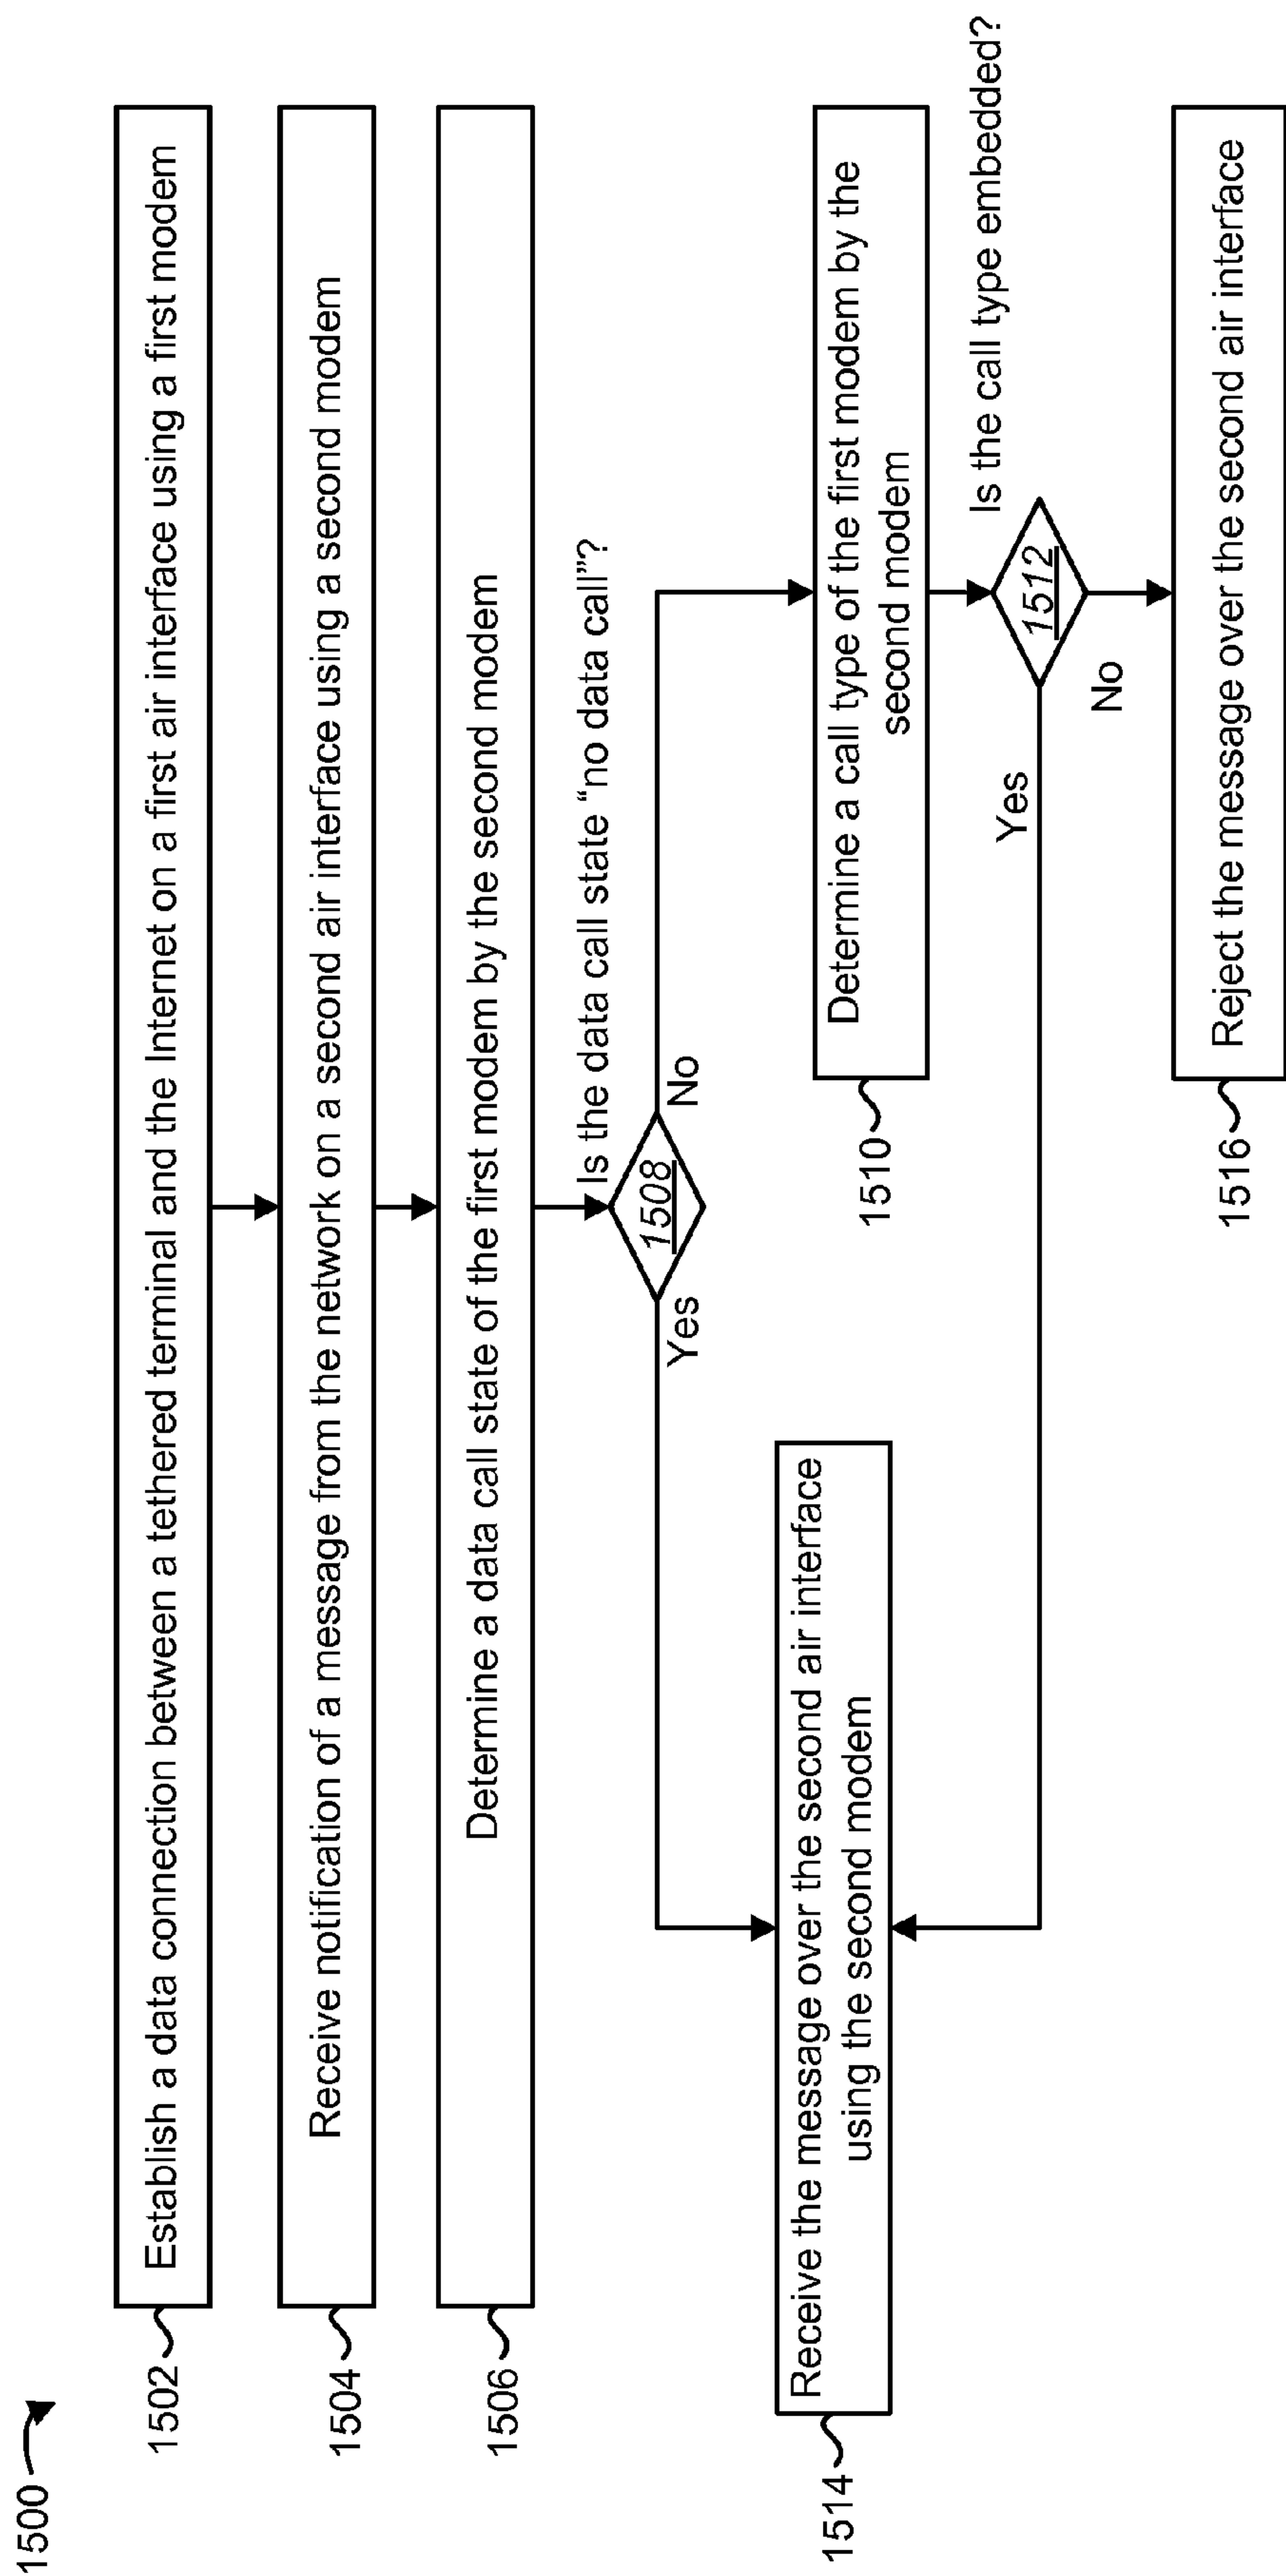 1500
1502
Establish a data connection between a tethered terminal and the Internet on a first air interface using a first modem
1504
Receive notification of a message from the network on a second air interface using a second modem
1506
Determine a data call state of the first modem by the second modem
Is the data call state “no data call”?
1508
Yes
No
1514
Receive the message over the second air interface
using the second modem
1510
Determine a call type of the first modem by the
second modem
Is the call type embedded?
1512
Yes
No
1516
Reject the message over the second air interface